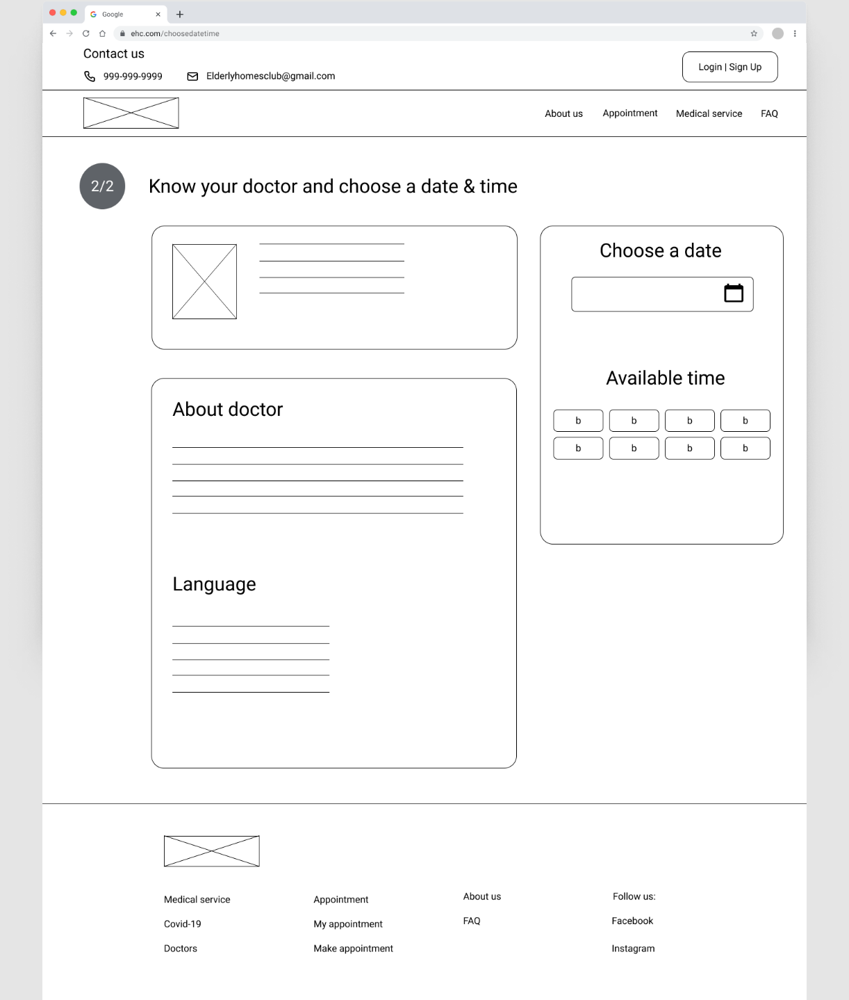 Google
ehc.com/choosedatetime
Contact us
999-999-9999
Elderlyhomesclub@gmail.com
Login | Sign Up
About us
Appointment
Medical service
FAQ
2/2
Know your doctor and choose a date & time
Choose a date
Available time
b b b b
b b b b
About doctor
Language
Medical service
Covid-19
Doctors
Appointment
My appointment
Make appointment
About us
FAQ
Follow us:
Facebook
Instagram